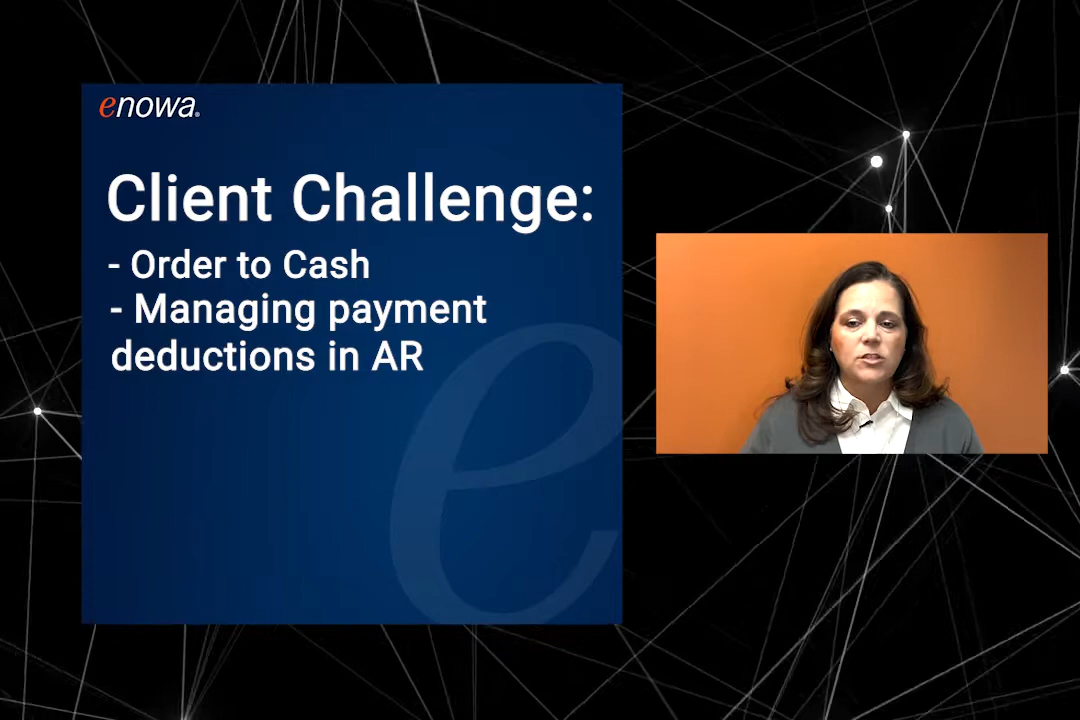 enowa.
Client Challenge:
- Order to Cash
- Managing payment
deductions in AR